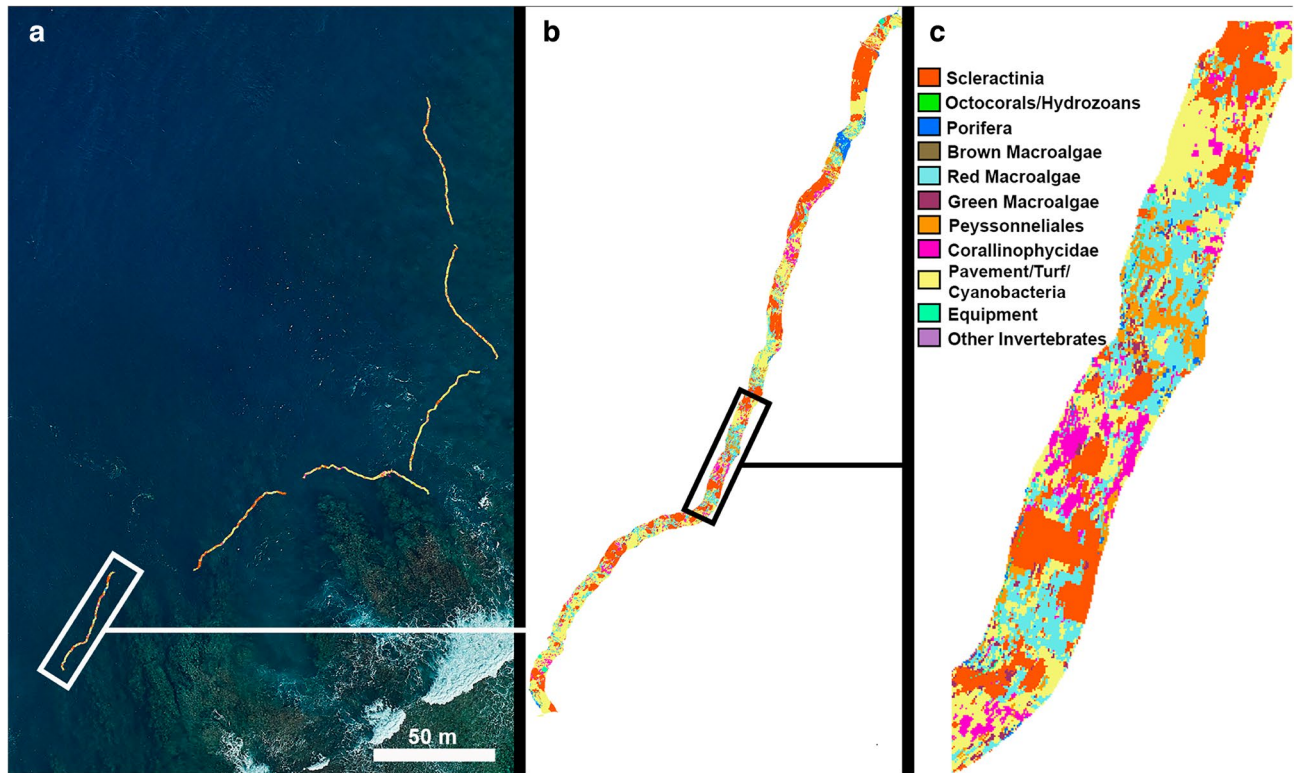 a
b
c
Scleractinia
Octocorals/Hydrozoans
Porifera
Brown Macroalgae
Red Macroalgae
Green Macroalgae
Peyssonneliales
Corallinophycidae
Pavement/Turf/
Cyanobacteria
Equipment
Other Invertebrates
50 m